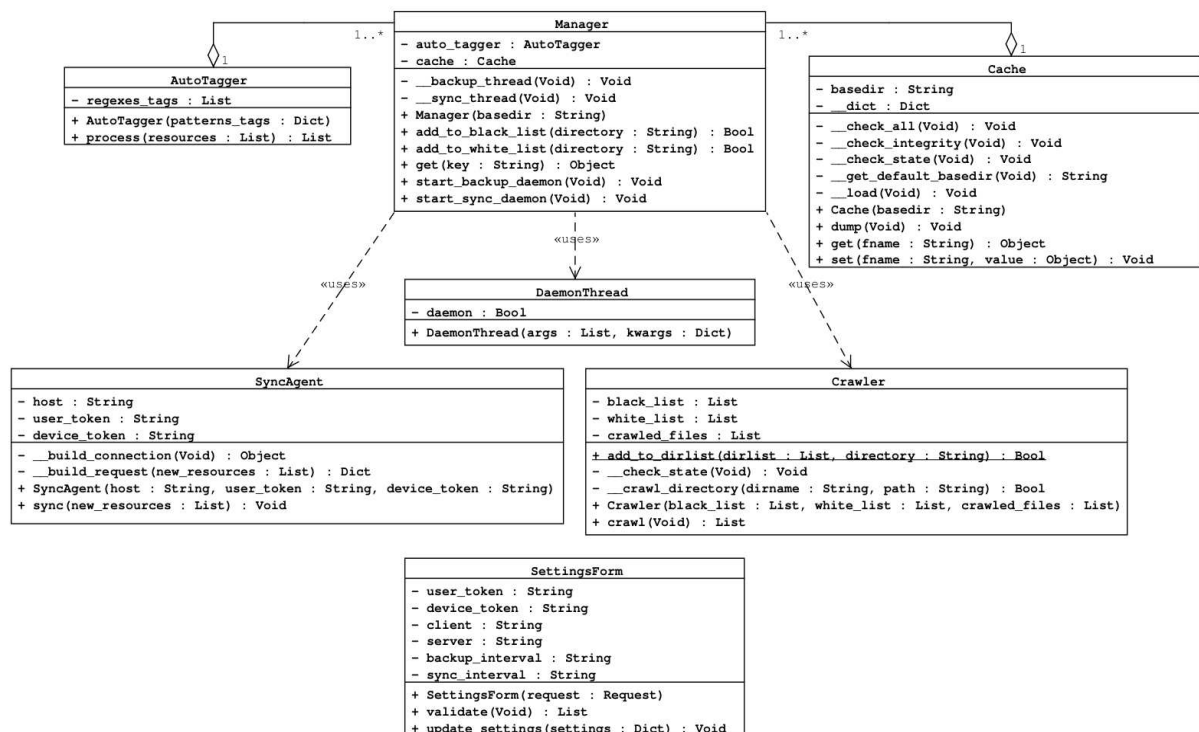 Manager
- auto_tagger : AutoTagger
- cache : Cache
- __backup_thread(Void) : Void
- __sync_thread(Void) : Void
+ Manager(basedir : String)
+ add_to_black_list(directory : String) : Bool
+ add_to_white_list(directory : String) : Bool
+ get(key : String) : Object
+ start_backup_daemon(Void) : Void
+ start_sync_daemon(Void) : Void
1..*
1
1..*
1
AutoTagger
- regexes_tags : List
+ AutoTagger(patterns_tags : Dict)
+ process(resources : List) : List
Cache
- basedir : String
- __dict : Dict
- __check_all(Void) : Void
- __check_integrity(Void) : Void
- __check_state(Void) : Void
- __get_default_basedir(Void) : String
- __load(Void) : Void
+ Cache(basedir : String)
+ dump(Void) : Void
+ get(fname : String) : Object
+ set(fname : String, value : Object) : Void
«uses»
«uses»
«uses»
DaemonThread
- daemon : Bool
+ DaemonThread(args : List, kwargs : Dict)
SyncAgent
- host : String
- user_token : String
- device_token : String
- __build_connection(Void) : Object
- __build_request(new_resources : List) : Dict
+ SyncAgent(host : String, user_token : String, device_token : String)
+ sync(new_resources : List) : Void
Crawler
- black_list : List
- white_list : List
- crawled_files : List
+ add_to_dirlist(dirlist : List, directory : String) : Bool
- __check_state(Void) : Void
- __crawl_directory(dirname : String, path : String) : Bool
+ Crawler(black_list : List, white_list : List, crawled_files : List)
+ crawl(Void) : List
SettingsForm
- user_token : String
- device_token : String
- client : String
- server : String
- backup_interval : String
- sync_interval : String
+ SettingsForm(request : Request)
+ validate(Void) : List
+ update_settings(settings : Dict) : Void